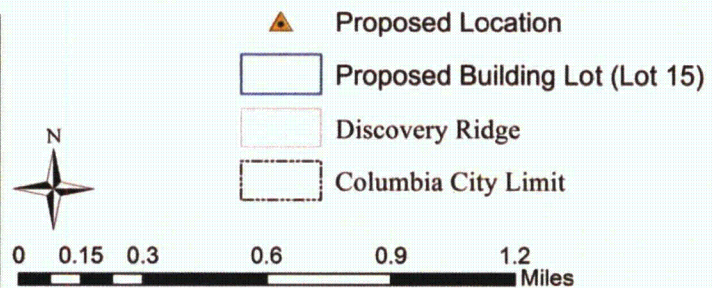 Proposed Location
Proposed Building Lot (Lot 15)
Discovery Ridge
Columbia City Limit
N
0 0.15 0.3 0.6 0.9 1.2
Miles